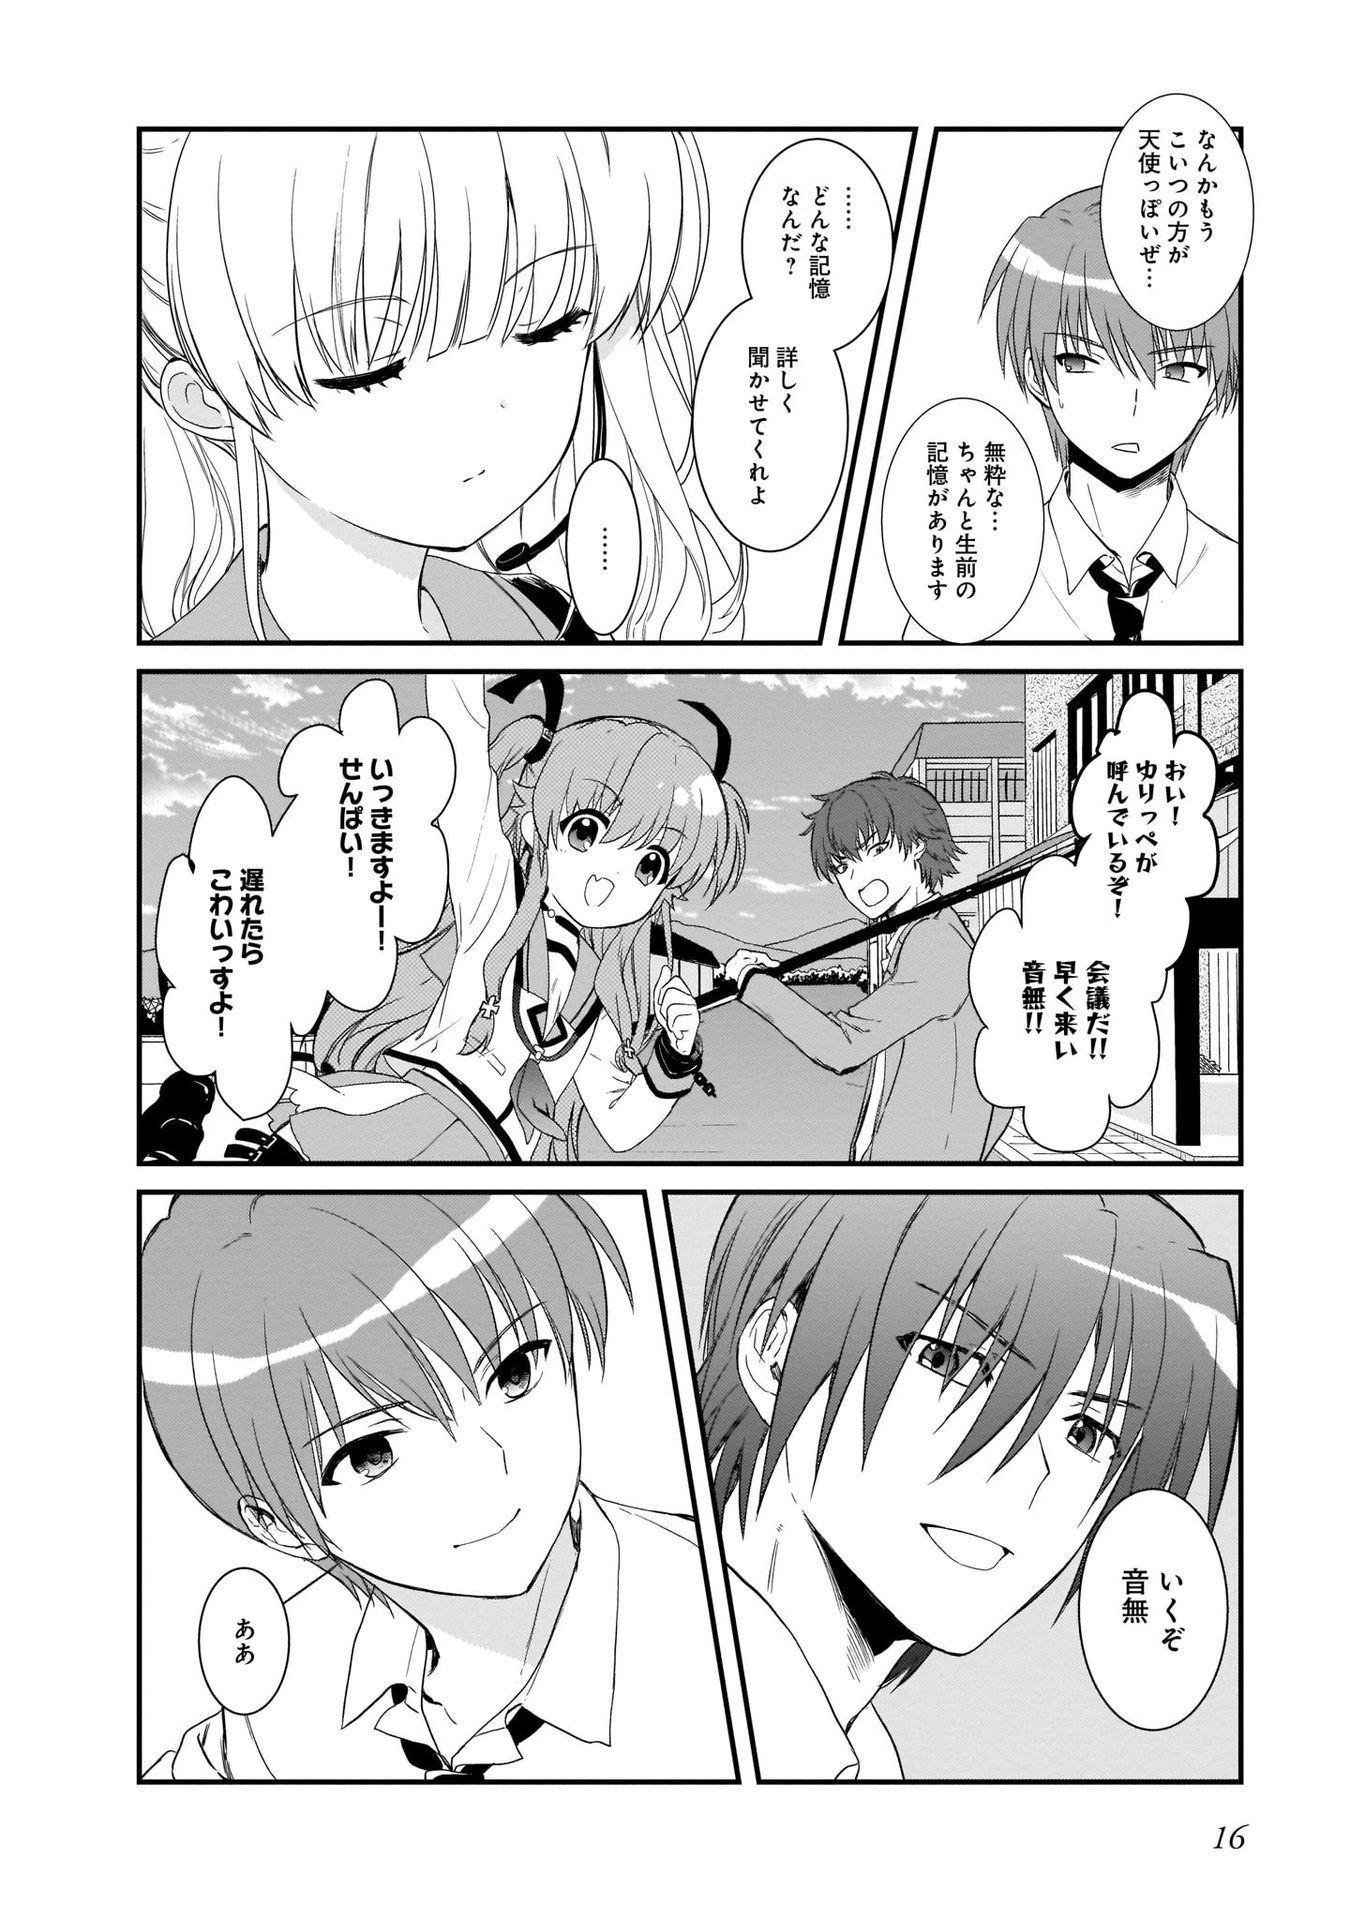 なんかもう
こいつの方が
天使っぽいぜ…
無粋な…
ちゃんと生前の
記憶があります
……
どんな記憶
なんだ？
詳しく
聞かせてくれよ
……
おい！
ゆりっぺが
呼んでいるぞ！
会議だ!!
早く来い
音無!!
いっきますよー！
せんぱい！
遅れたら
こわいっすよ！
いくぞ
音無
ああ
16